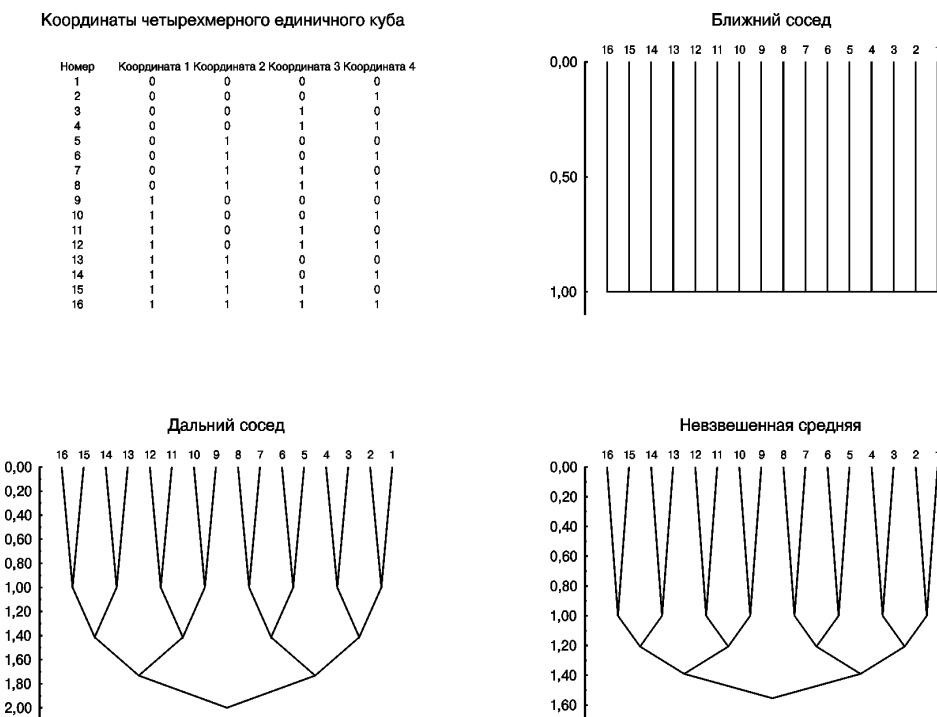 Координаты четырехмерного единичного куба
Номер Координата 1 Координата 2 Координата 3 Координата 4
1 0 0 0 0
2 0 0 0 1
3 0 0 1 0
4 0 0 1 1
5 0 1 0 0
6 0 1 0 1
7 0 1 1 0
8 0 1 1 1
9 1 0 0 0
10 1 0 0 1
11 1 0 1 0
12 1 0 1 1
13 1 1 0 0
14 1 1 0 1
15 1 1 1 0
16 1 1 1 1
Ближний сосед
16 15 14 13 12 11 10 9 8 7 6 5 4 3 2 1
0,00
0,50
1,00
Дальний сосед
16 15 14 13 12 11 10 9 8 7 6 5 4 3 2 1
0,00
0,20
0,40
0,60
0,80
1,00
1,20
1,40
1,60
1,80
2,00
Невзвешенная средняя
16 15 14 13 12 11 10 9 8 7 6 5 4 3 2 1
0,00
0,20
0,40
0,60
0,80
1,00
1,20
1,40
1,60